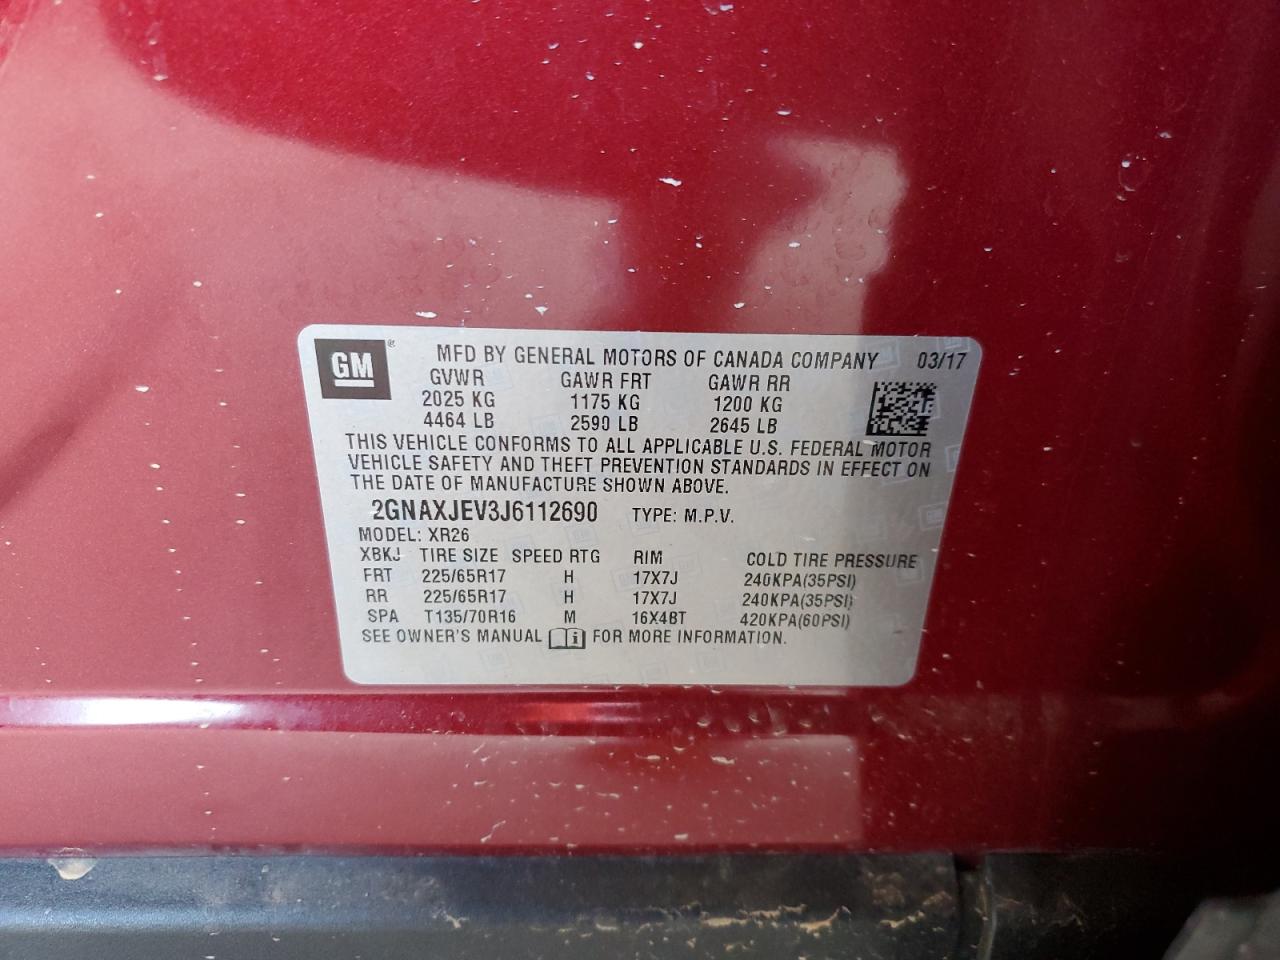 GM ® MFD BY GENERAL MOTORS OF CANADA COMPANY 03/17
GVWR GAWR FRT GAWR RR
2025 KG 1175 KG 1200 KG
4464 LB 2590 LB 2645 LB
THIS VEHICLE CONFORMS TO ALL APPLICABLE U.S. FEDERAL MOTOR
VEHICLE SAFETY AND THEFT PREVENTION STANDARDS IN EFFECT ON
THE DATE OF MANUFACTURE SHOWN ABOVE.
2GNAXJEV3J6112690 TYPE: M.P.V.
MODEL: XR26
XBKJ TIRE SIZE SPEED RTG RIM COLD TIRE PRESSURE
FRT 225/65R17 H 17X7J 240KPA(35PSI)
RR 225/65R17 H 17X7J 240KPA(35PSI)
SPA T135/70R16 M 16X4BT 420KPA(60PSI)
SEE OWNER'S MANUAL i FOR MORE INFORMATION.